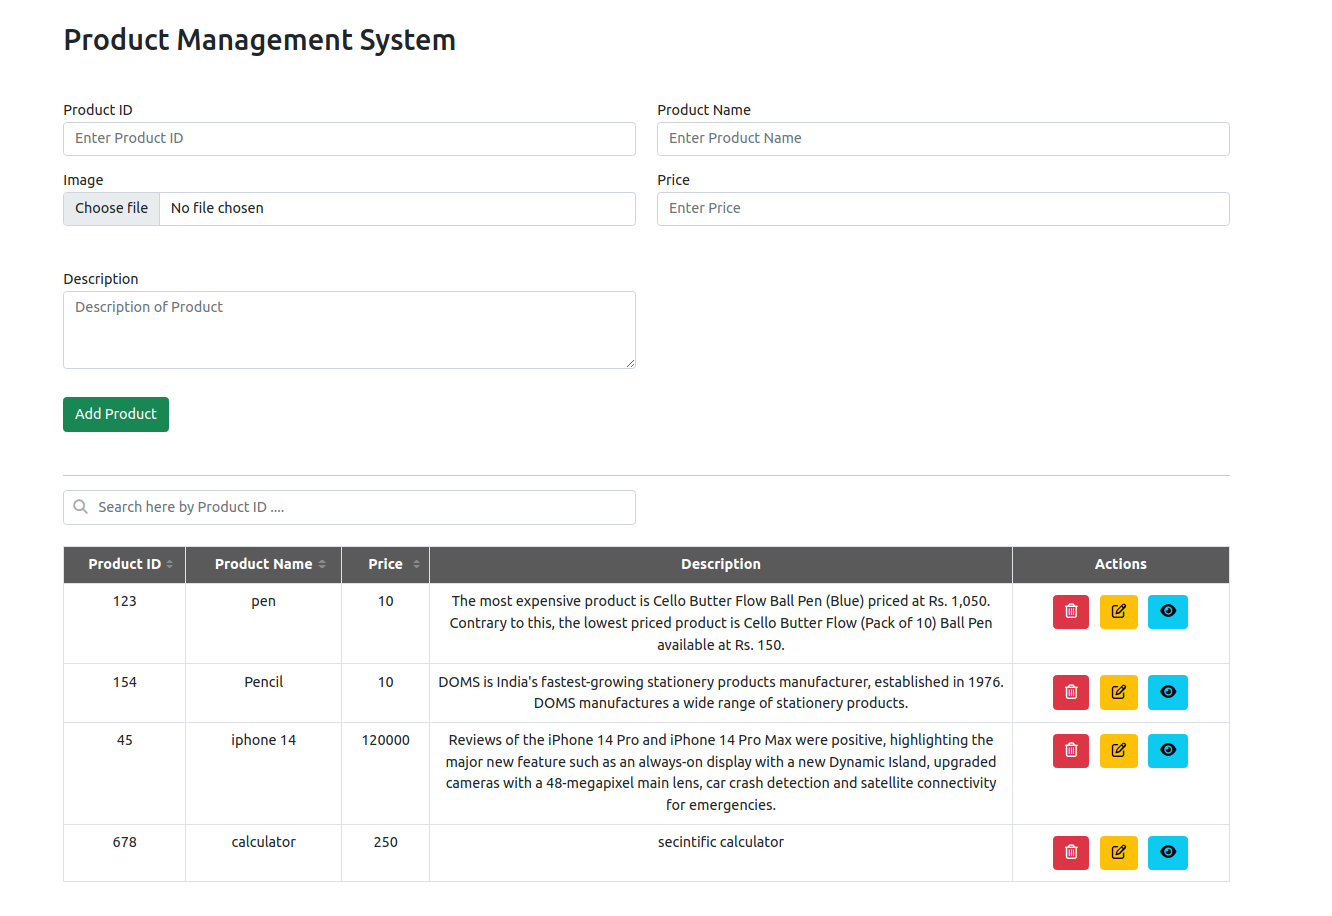 Product Management System
Product ID
Product Name
Enter Product ID
Enter Product Name
Image
Price
Choose file No file chosen
Enter Price
Description
Description of Product
Add Product
Search here by Product ID ....
Product ID Product Name Price Description Actions
123 pen 10 The most expensive product is Cello Butter Flow Ball Pen (Blue) priced at Rs. 1,050.
Contrary to this, the lowest priced product is Cello Butter Flow (Pack of 10) Ball Pen
available at Rs. 150.
154 Pencil 10 DOMS is India's fastest-growing stationery products manufacturer, established in 1976.
DOMS manufactures a wide range of stationery products.
45 iphone 14 120000 Reviews of the iPhone 14 Pro and iPhone 14 Pro Max were positive, highlighting the
major new feature such as an always-on display with a new Dynamic Island, upgraded
cameras with a 48-megapixel main lens, car crash detection and satellite connectivity
for emergencies.
678 calculator 250 secintific calculator